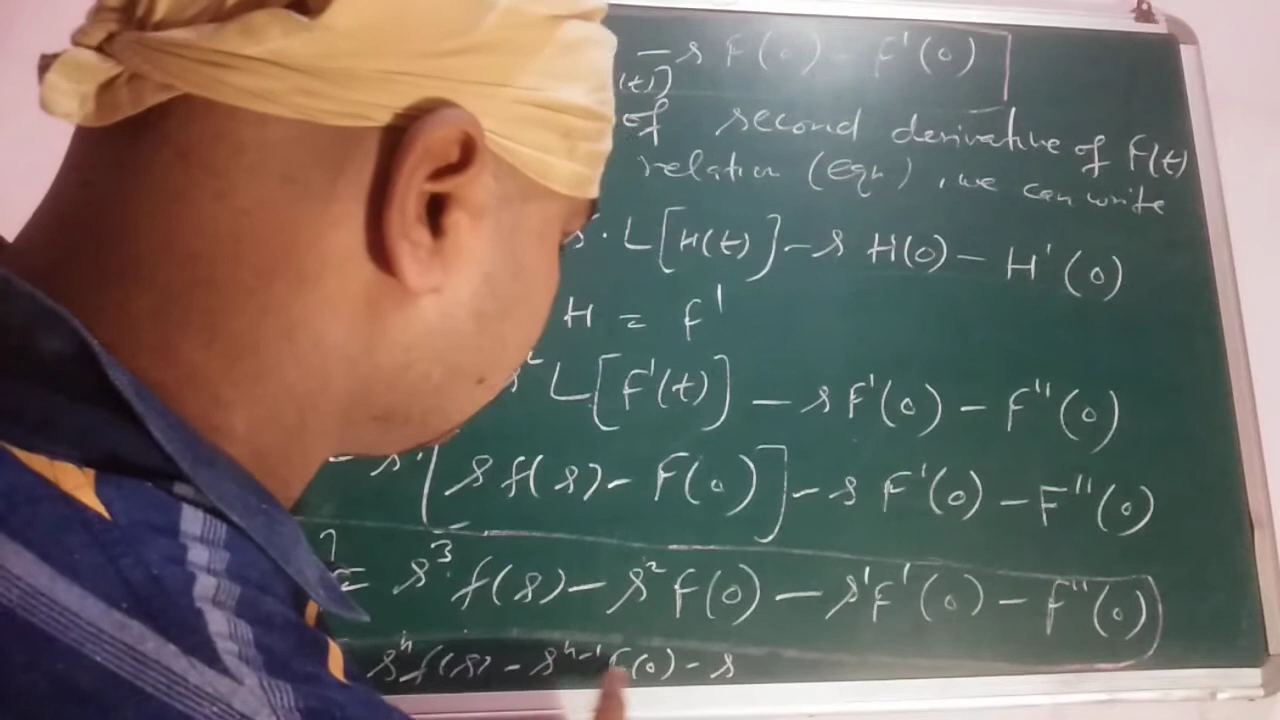 - s F(0) - F'(0)
(t)]
of second derivative of F(t)
relation (Eqn), we can write
. L[H(t)] - s H(0) - H'(0)
H = F'
L[F'(t)] - s F'(0) - F''(0)
[s f(s) - F(0)] - s F'(0) - F''(0)
= s³ f(s) - s² F(0) - s' F'(0) - F''(0)
sⁿ f(s) - sⁿ⁻¹ F(0) - s